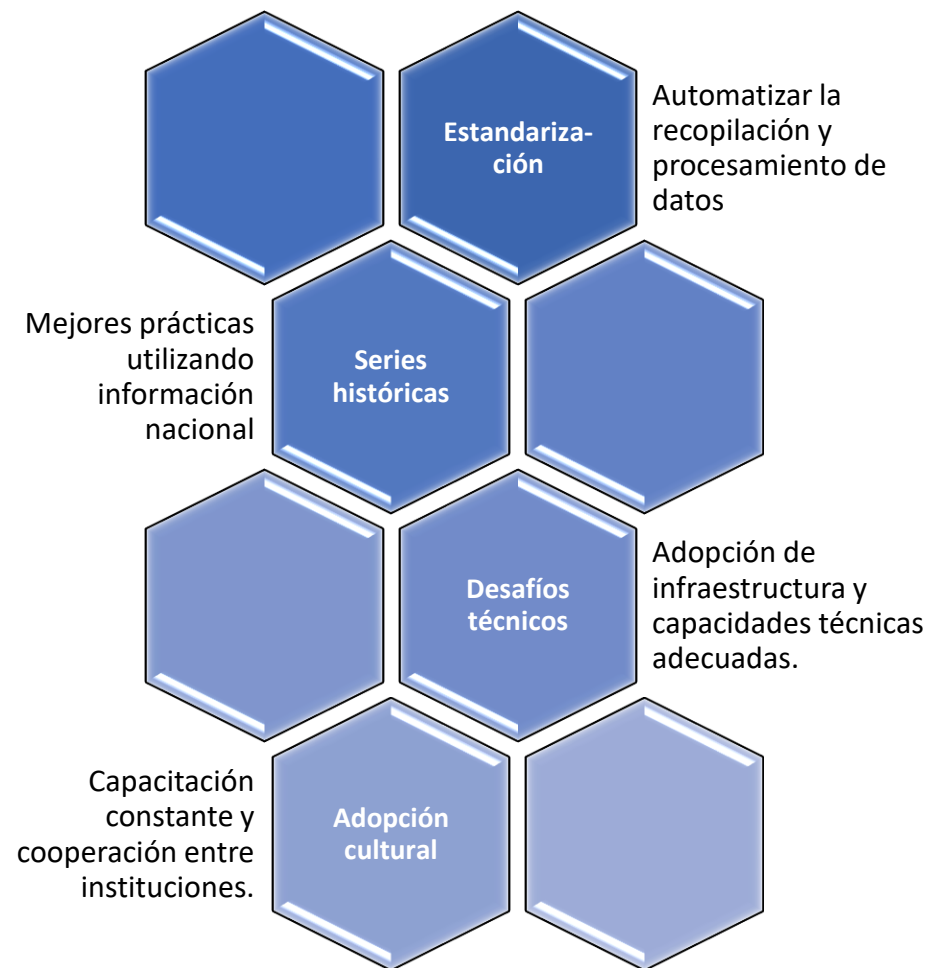 Estandariza-
ción
Automatizar la
recopilación y
procesamiento de
datos
Mejores prácticas
utilizando
información
nacional
Series
históricas
Desafíos
técnicos
Adopción de
infraestructura y
capacidades técnicas
adecuadas.
Capacitación
constante y
cooperación entre
instituciones.
Adopción
cultural